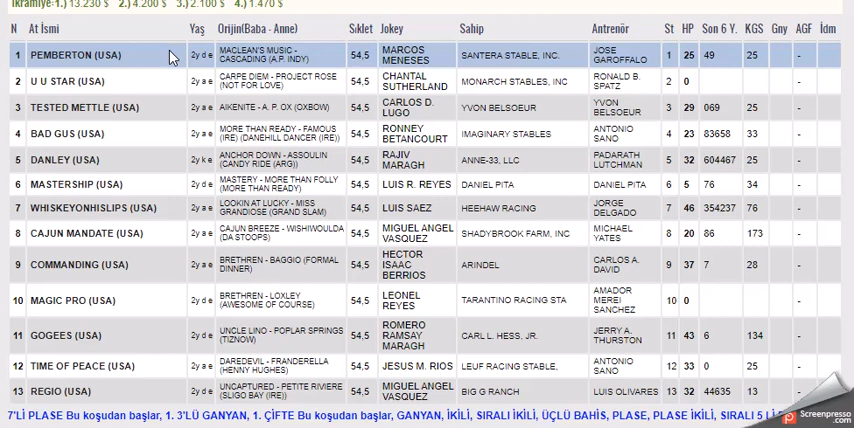 İkramiye:1.) 13.230 $ 2.) 4.200 $ 3.) 2.100 $ 4.) 1.470 $
N At İsmi Yaş Orijin(Baba - Anne) Sıklet Jokey Sahip Antrenör St HP Son 6 Y. KGS Gny AGF İdm
1 PEMBERTON (USA) 2y d e MACLEAN'S MUSIC - CASCADING (A.P. INDY) 54,5 MARCOS MENESES SANTERA STABLE, INC. JOSE GAROFFALO 1 25 49 25 -
2 U U STAR (USA) 2y a e CARPE DIEM - PROJECT ROSE (NOT FOR LOVE) 54,5 CHANTAL SUTHERLAND MONARCH STABLES, INC RONALD B. SPATZ 2 0 -
3 TESTED METTLE (USA) 2y a e AIKENITE - A. P. OX (OXBOW) 54,5 CARLOS D. LUGO YVON BELSOEUR YVON BELSOEUR 3 29 069 25 -
4 BAD GUS (USA) 2y a e MORE THAN READY - FAMOUS (IRE) (DANEHILL DANCER (IRE)) 54,5 RONNEY BETANCOURT IMAGINARY STABLES ANTONIO SANO 4 23 83658 33 -
5 DANLEY (USA) 2y k e ANCHOR DOWN - ASSOULIN (CANDY RIDE (ARG)) 54,5 RAJIV MARAGH ANNE-33, LLC PADARATH LUTCHMAN 5 32 604467 25 -
6 MASTERSHIP (USA) 2y d e MASTERY - MORE THAN FOLLY (MORE THAN READY) 54,5 LUIS R. REYES DANIEL PITA DANIEL PITA 6 5 76 34 -
7 WHISKEYONHISLIPS (USA) 2y a e LOOKIN AT LUCKY - MISS GRANDIOSE (GRAND SLAM) 54,5 LUIS SAEZ HEEHAW RACING JORGE DELGADO 7 46 354237 76 -
8 CAJUN MANDATE (USA) 2y a e CAJUN BREEZE - WISHIWOULDA (DA STOOPS) 54,5 MIGUEL ANGEL VASQUEZ SHADYBROOK FARM, INC MICHAEL YATES 8 20 86 173 -
9 COMMANDING (USA) 2y a e BRETHREN - BAGGIO (FORMAL DINNER) 54,5 HECTOR ISAAC BERRIOS ARINDEL CARLOS A. DAVID 9 37 7 28 -
10 MAGIC PRO (USA) 2y d e BRETHREN - LOXLEY (AWESOME OF COURSE) 54,5 LEONEL REYES TARANTINO RACING STA AMADOR MEREI SANCHEZ 10 0 -
11 GOGEES (USA) 2y d e UNCLE LINO - POPLAR SPRINGS (TIZNOW) 54,5 ROMERO RAMSAY MARAGH CARL L. HESS, JR. JERRY A. THURSTON 11 43 6 134 -
12 TIME OF PEACE (USA) 2y a e DAREDEVIL - FRANDERELLA (HENNY HUGHES) 54,5 JESUS M. RIOS LEUF RACING STABLE, ANTONIO SANO 12 33 0 25 -
13 REGIO (USA) 2y d e UNCAPTURED - PETITE RIVIERE (SLIGO BAY (IRE)) 54,5 MIGUEL ANGEL VASQUEZ BIG G RANCH LUIS OLIVARES 13 32 44635 13 -
7'Lİ PLASE Bu koşudan başlar, 1. 3'LÜ GANYAN, 1. ÇİFTE Bu koşudan başlar, GANYAN, İKİLİ, SIRALI İKİLİ, ÜÇLÜ BAHİS, PLASE, PLASE İKİLİ, SIRALI 5 Lİ
Screenpresso.com